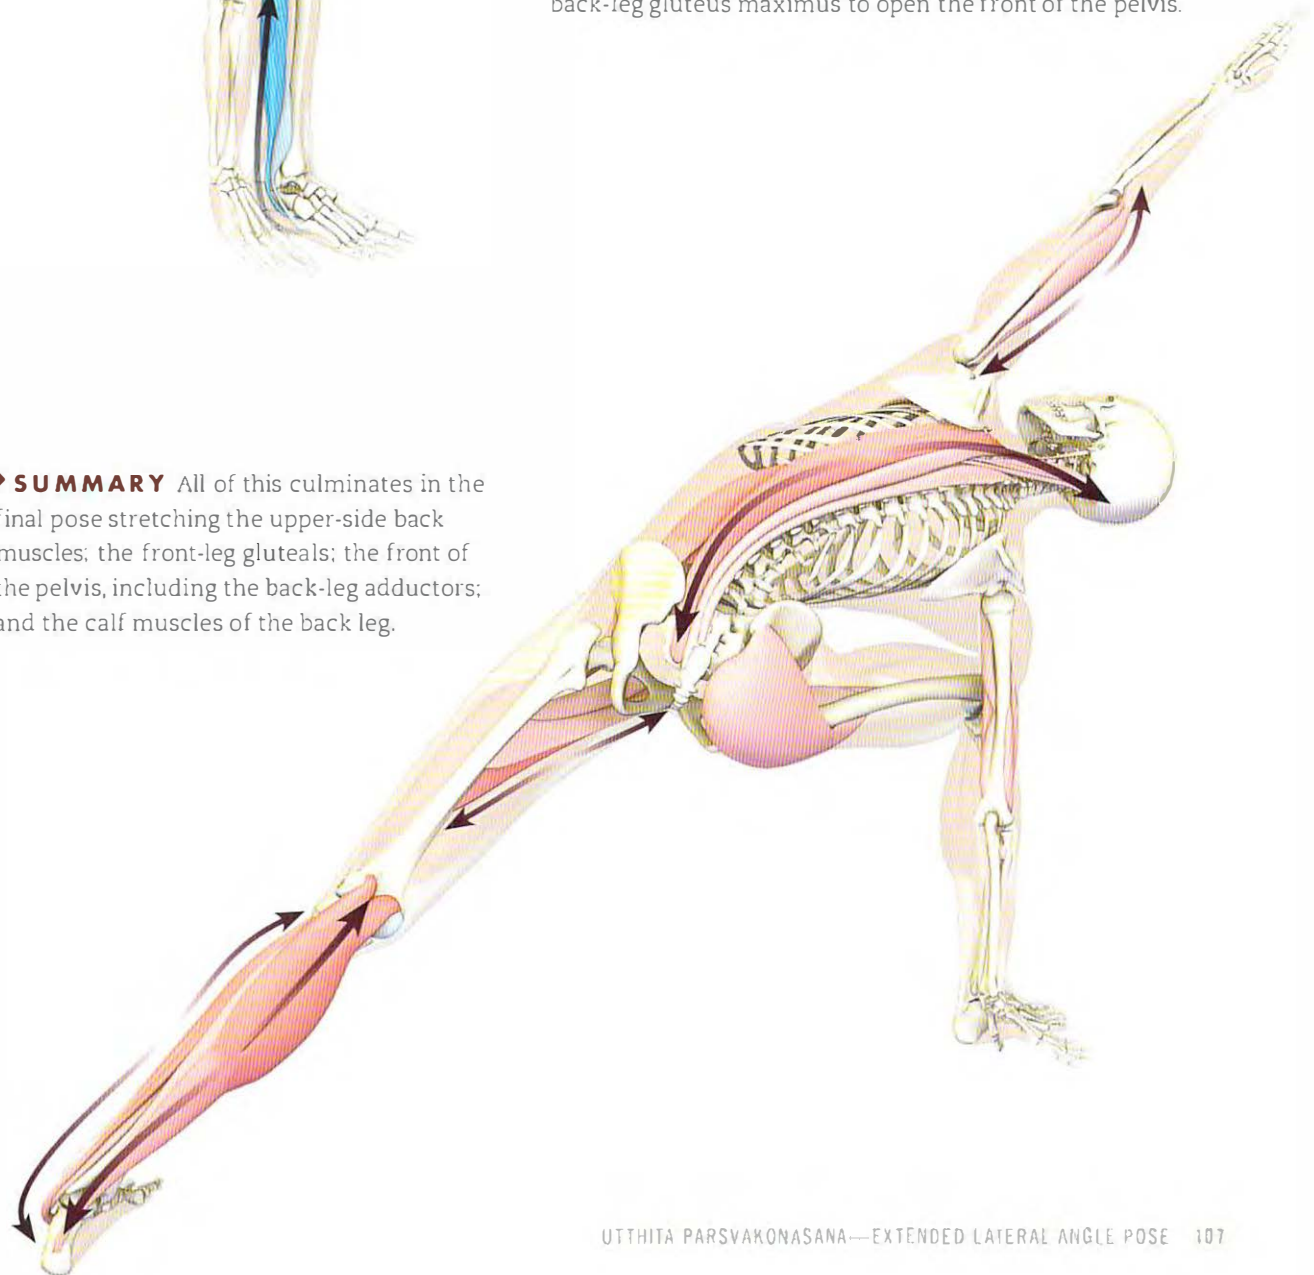 back-leg gluteus maximus to open the front of the pelvis.
SUMMARY All of this culminates in the
final pose stretching the upper-side back
muscles; the front-leg gluteals; the front of
the pelvis, including the back-leg adductors;
and the calf muscles of the back leg.
UTTHITA PARSVAKONASANA—EXTENDED LATERAL ANGLE POSE 107